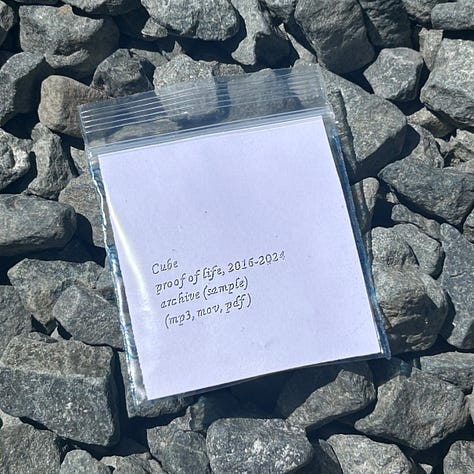 Cube
proof of life, 2016-2024
archive (sample)
(mp3, mov, pdf)